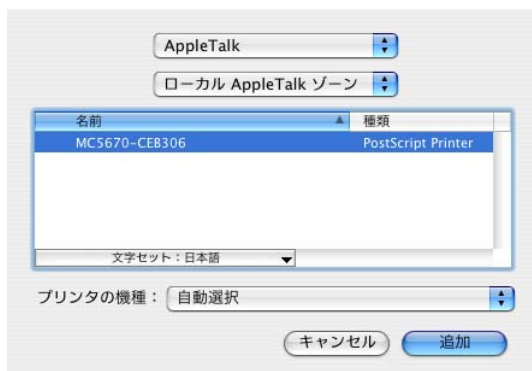 AppleTalk
ローカル AppleTalk ゾーン
名前 種類
MC5670-CEB306 PostScript Printer
文字セット：日本語
プリンタの機種： 自動選択
キャンセル 追加